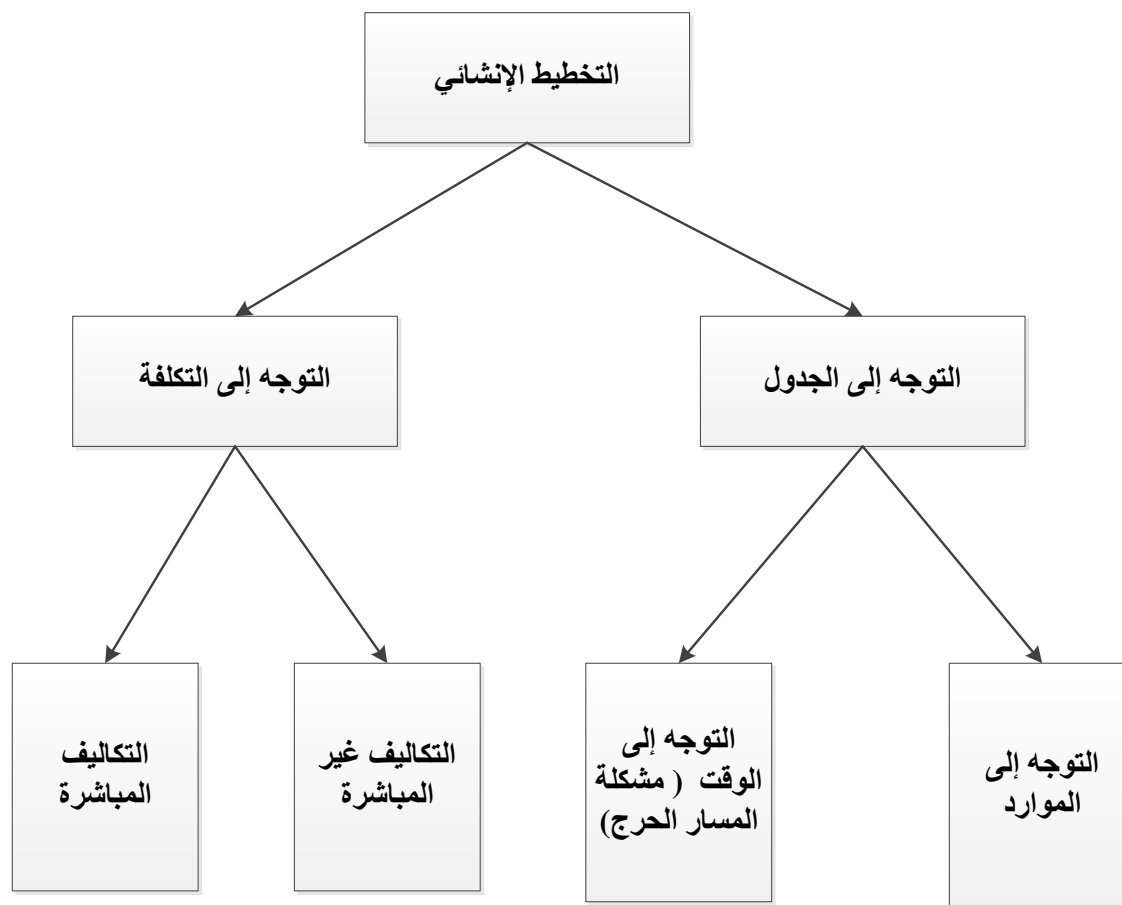 التخطيط الإنشائي
التوجه إلى الجدول
التوجه إلى التكلفة
التوجه إلى
الموارد
التوجه إلى
الوقت ( مشكلة
المسار الحرج)
التكاليف غير
المباشرة
التكاليف
المباشرة